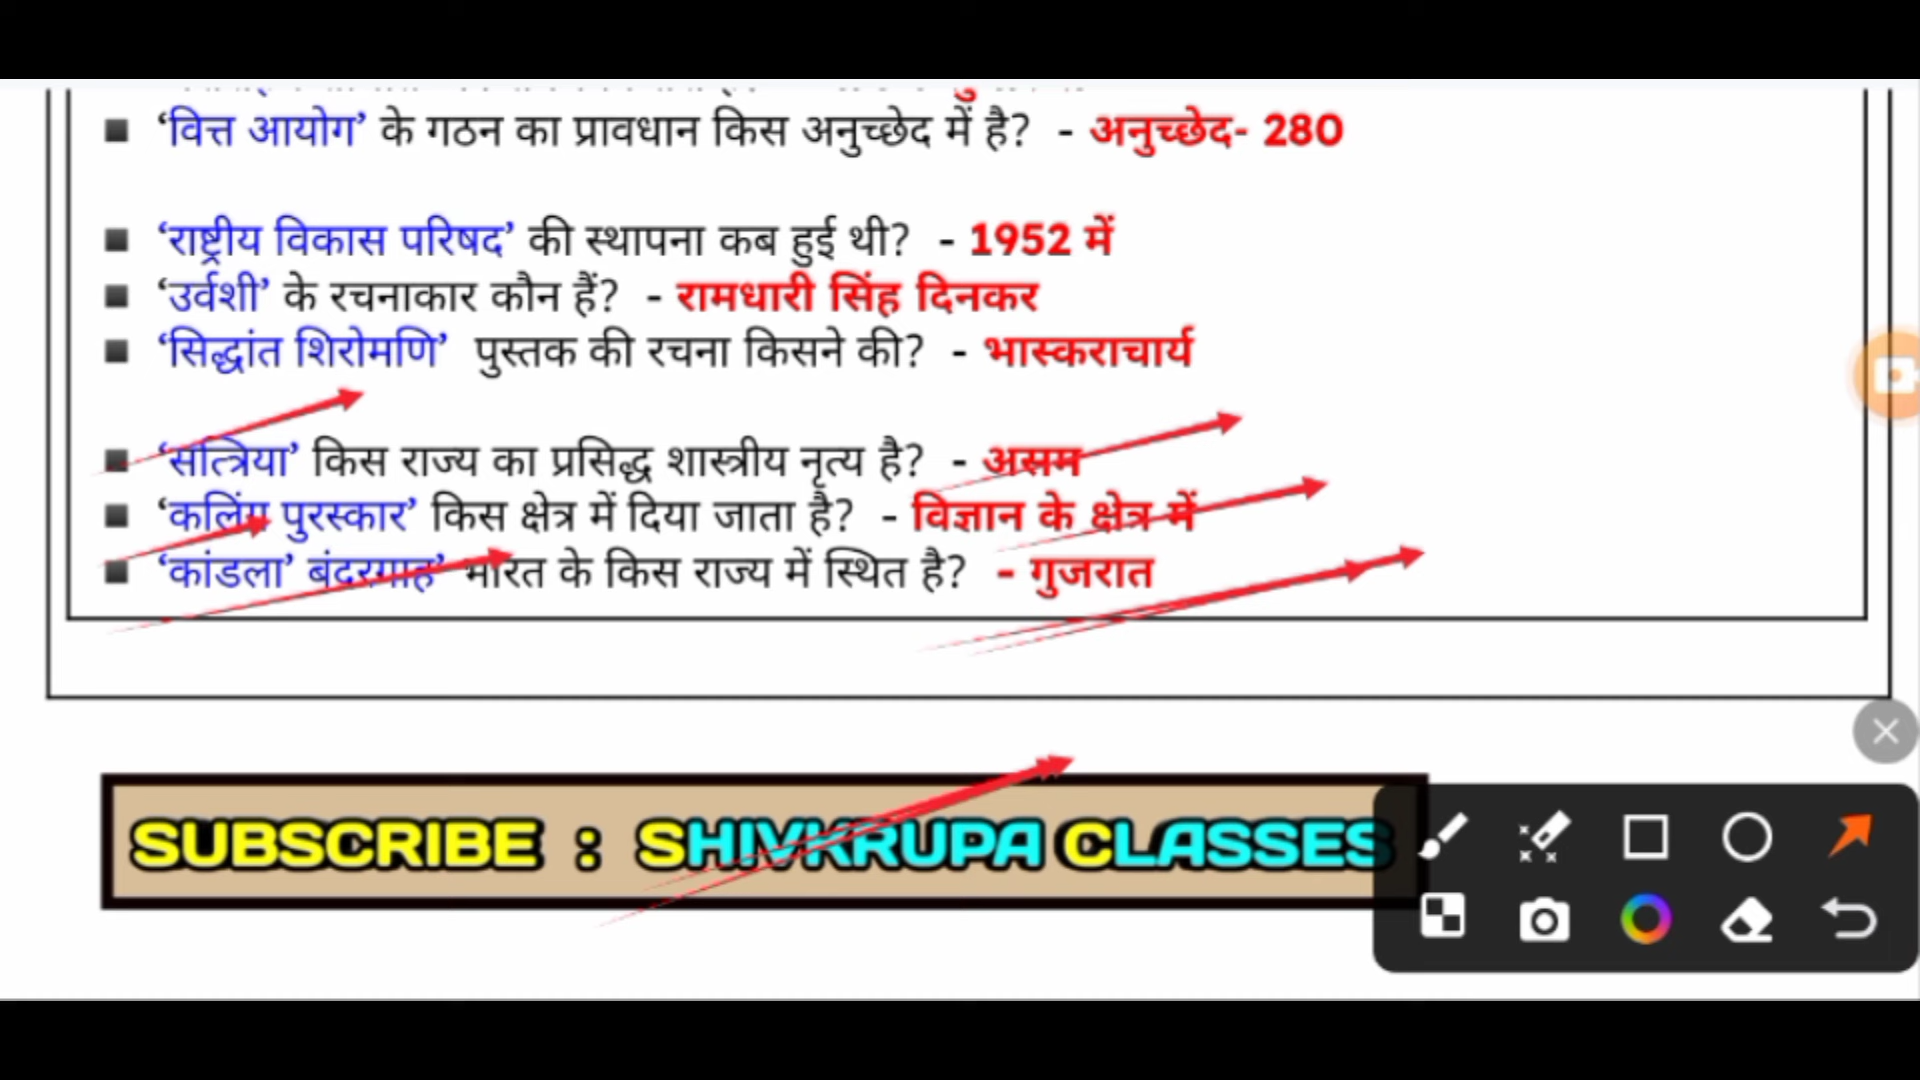 ▪ ‘वित्त आयोग’ के गठन का प्रावधान किस अनुच्छेद में है? - अनुच्छेद- 280
▪ ‘राष्ट्रीय विकास परिषद’ की स्थापना कब हुई थी? - 1952 में
▪ ‘उर्वशी’ के रचनाकार कौन हैं? - रामधारी सिंह दिनकर
▪ ‘सिद्धांत शिरोमणि’ पुस्तक की रचना किसने की? - भास्कराचार्य
▪ ‘सत्त्रिया’ किस राज्य का प्रसिद्ध शास्त्रीय नृत्य है? - असम
▪ ‘कलिंग पुरस्कार’ किस क्षेत्र में दिया जाता है? - विज्ञान के क्षेत्र में
▪ ‘कांडला’ बंदरगाह’ भारत के किस राज्य में स्थित है? - गुजरात
SUBSCRIBE : SHIVKRUPA CLASSES